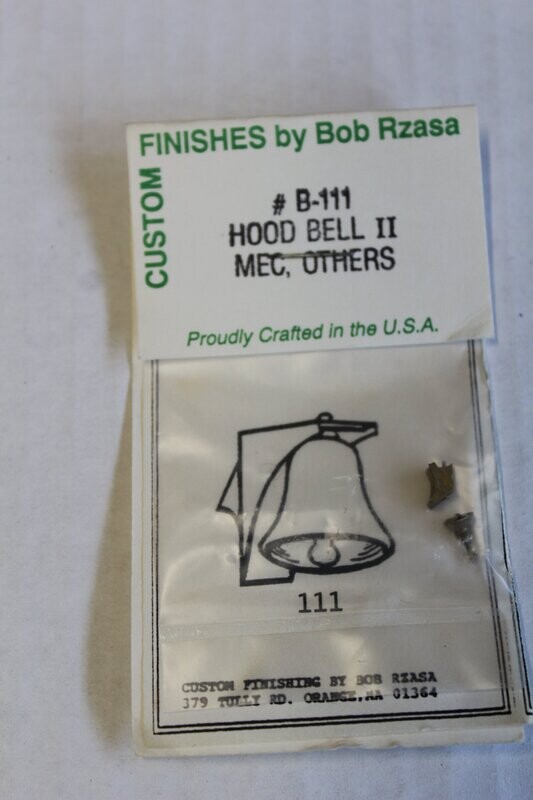 FINISHES by Bob Rzasa
CUSTOM
# B-111
HOOD BELL II
MEC, OTHERS
Proudly Crafted in the U.S.A.
111
CUSTOM FINISHING BY BOB RZASA
379 TULLY RD. ORANGE, MA 01364